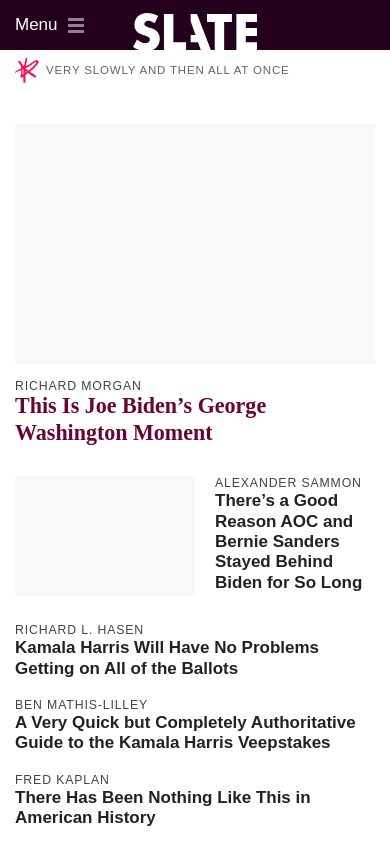 Menu
SLATE
VERY SLOWLY AND THEN ALL AT ONCE
RICHARD MORGAN
This Is Joe Biden’s George
Washington Moment
ALEXANDER SAMMON
There’s a Good
Reason AOC and
Bernie Sanders
Stayed Behind
Biden for So Long
RICHARD L. HASEN
Kamala Harris Will Have No Problems
Getting on All of the Ballots
BEN MATHIS-LILLEY
A Very Quick but Completely Authoritative
Guide to the Kamala Harris Veepstakes
FRED KAPLAN
There Has Been Nothing Like This in
American History